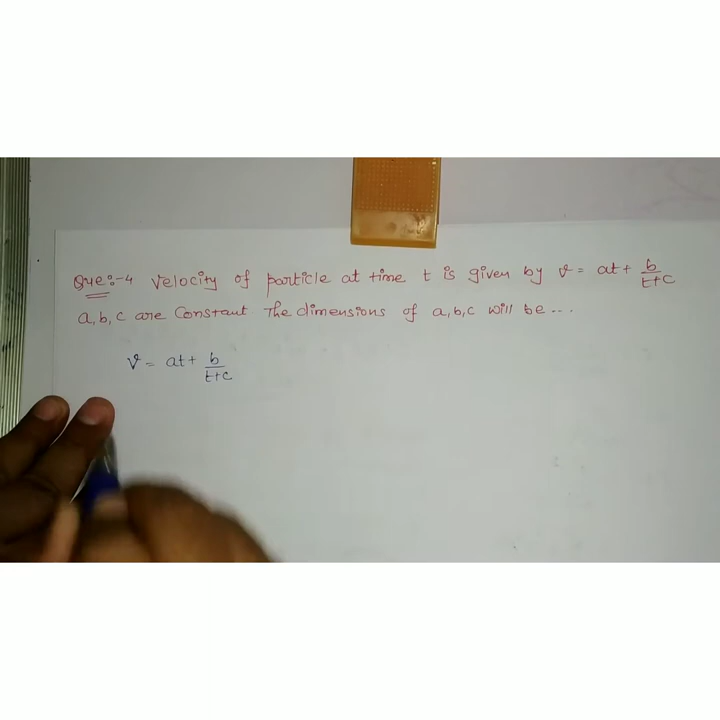 Que:-4 Velocity of particle at time t is given by v = at + b/t+c
a, b, c are Constant The dimensions of a, b, c will be ...
v = at + b/t+c